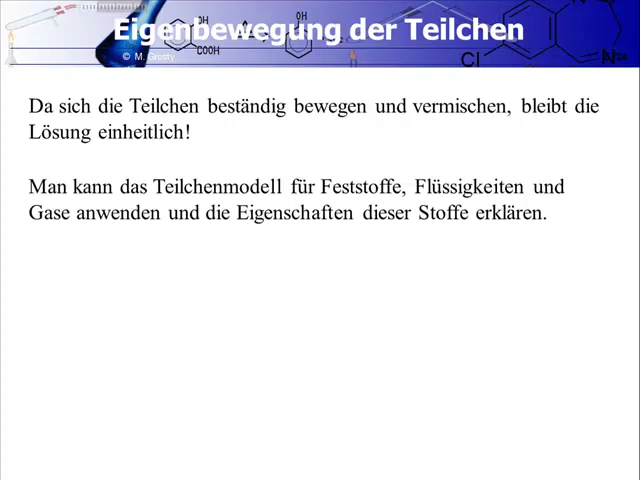 Eigenbewegung der Teilchen
© M. Grosty
OH
COOH
OH
Cl
Da sich die Teilchen beständig bewegen und vermischen, bleibt die
Lösung einheitlich!
Man kann das Teilchenmodell für Feststoffe, Flüssigkeiten und
Gase anwenden und die Eigenschaften dieser Stoffe erklären.